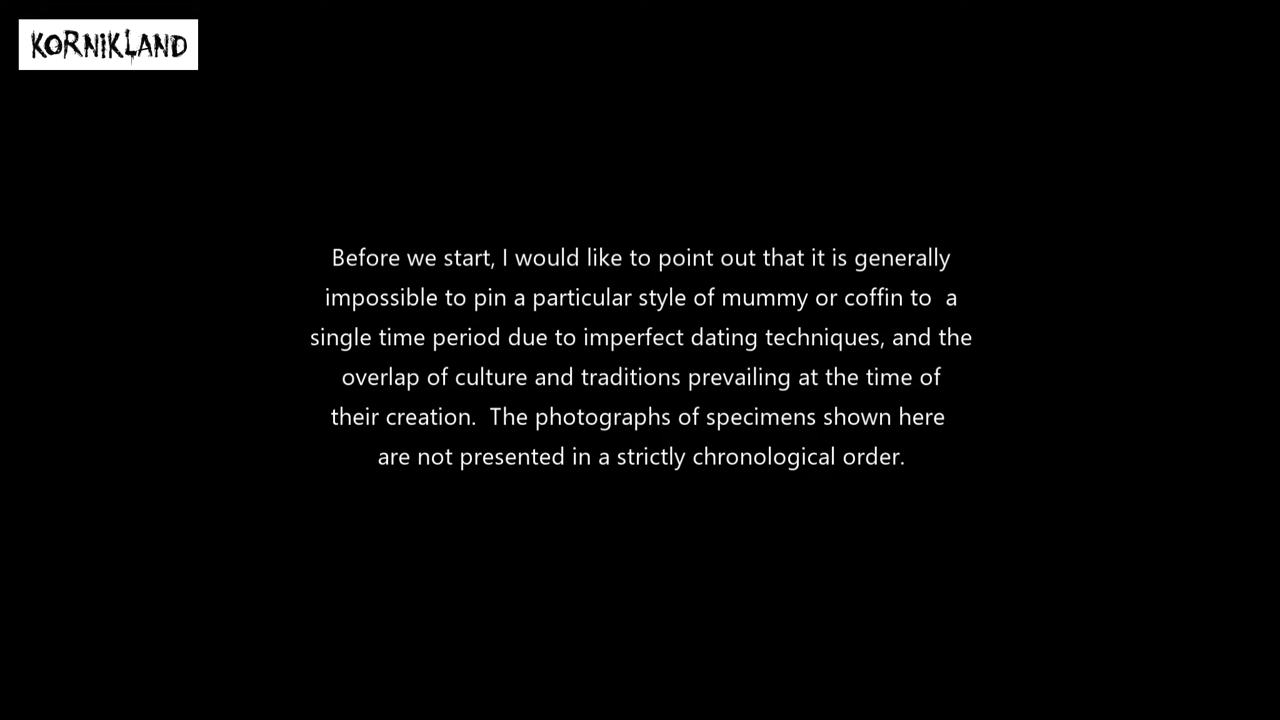 KORNIKLAND
Before we start, I would like to point out that it is generally
impossible to pin a particular style of mummy or coffin to  a
single time period due to imperfect dating techniques, and the
overlap of culture and traditions prevailing at the time of
their creation.  The photographs of specimens shown here
are not presented in a strictly chronological order.